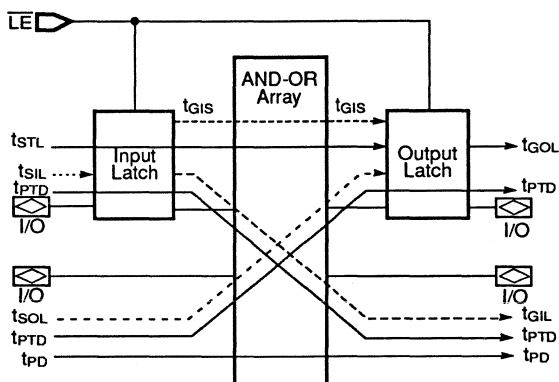 LE
AND-OR
Array
tGIS
tGIS
tSTL
Input
Latch
Output
Latch
tGOL
tSIL
tPTD
tPTD
I/O
I/O
I/O
I/O
tSOL
tGIL
tPTD
tPTD
tPD
tPD